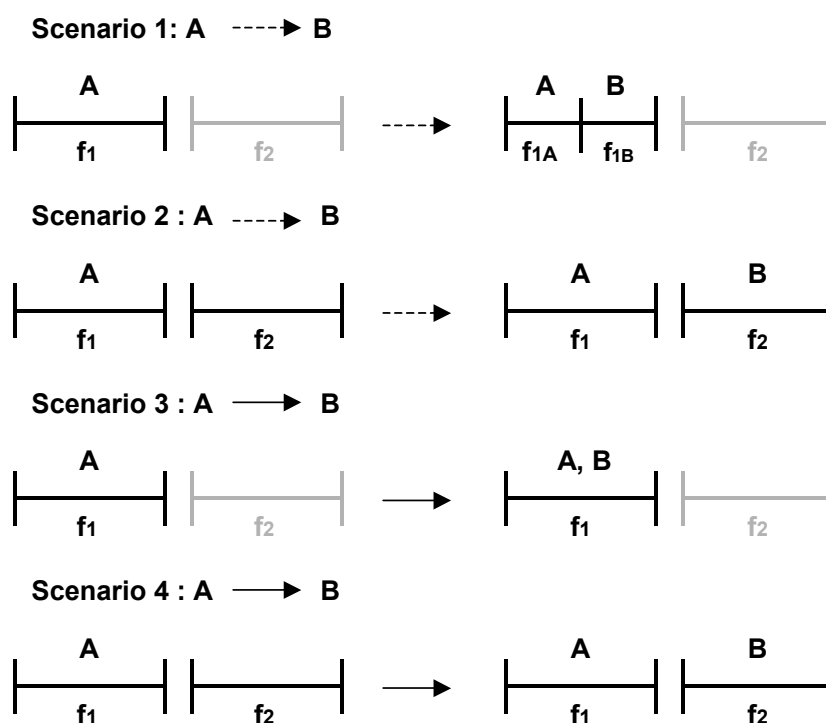 Scenario 1: A B
A A B
f1 f2 f1A f1B f2
Scenario 2 : A B
A A B
f1 f2 f1 f2
Scenario 3 : A B
A A, B
f1 f2 f1 f2
Scenario 4 : A B
A A B
f1 f2 f1 f2